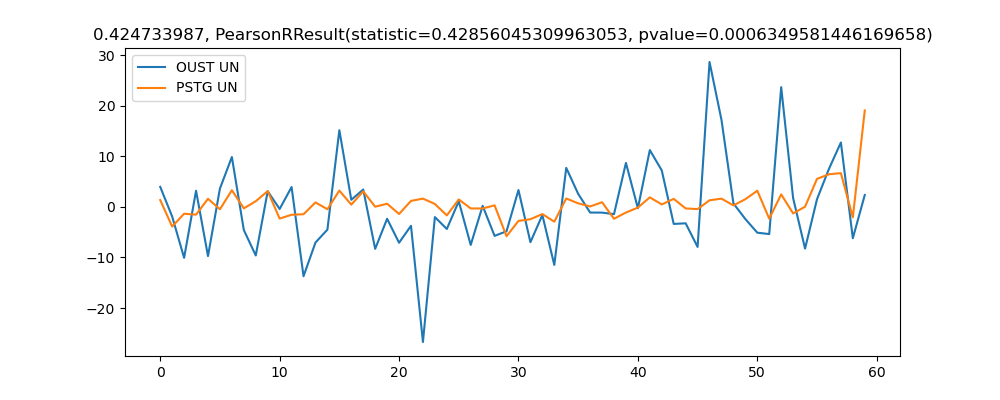 0.424733987, PearsonRResult(statistic=0.42856045309963053, pvalue=0.0006349581446169658)
30
20
10
0
−10
−20
OUST UN
PSTG UN
0 10 20 30 40 50 60